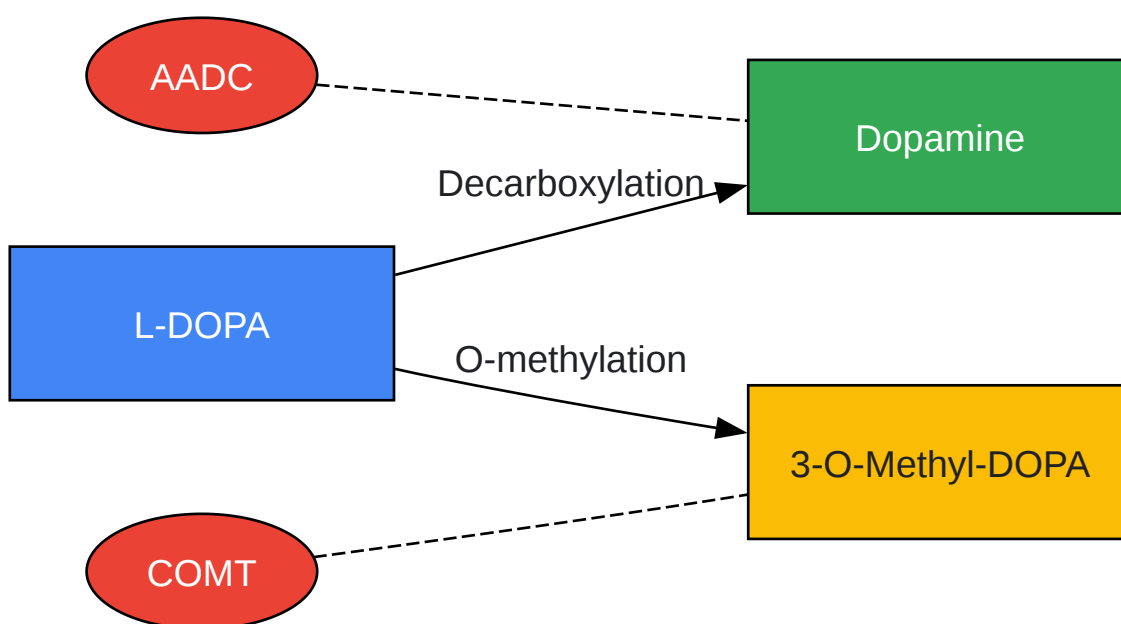 AADC
Dopamine
Decarboxylation
L-DOPA
O-methylation
3-O-Methyl-DOPA
COMT